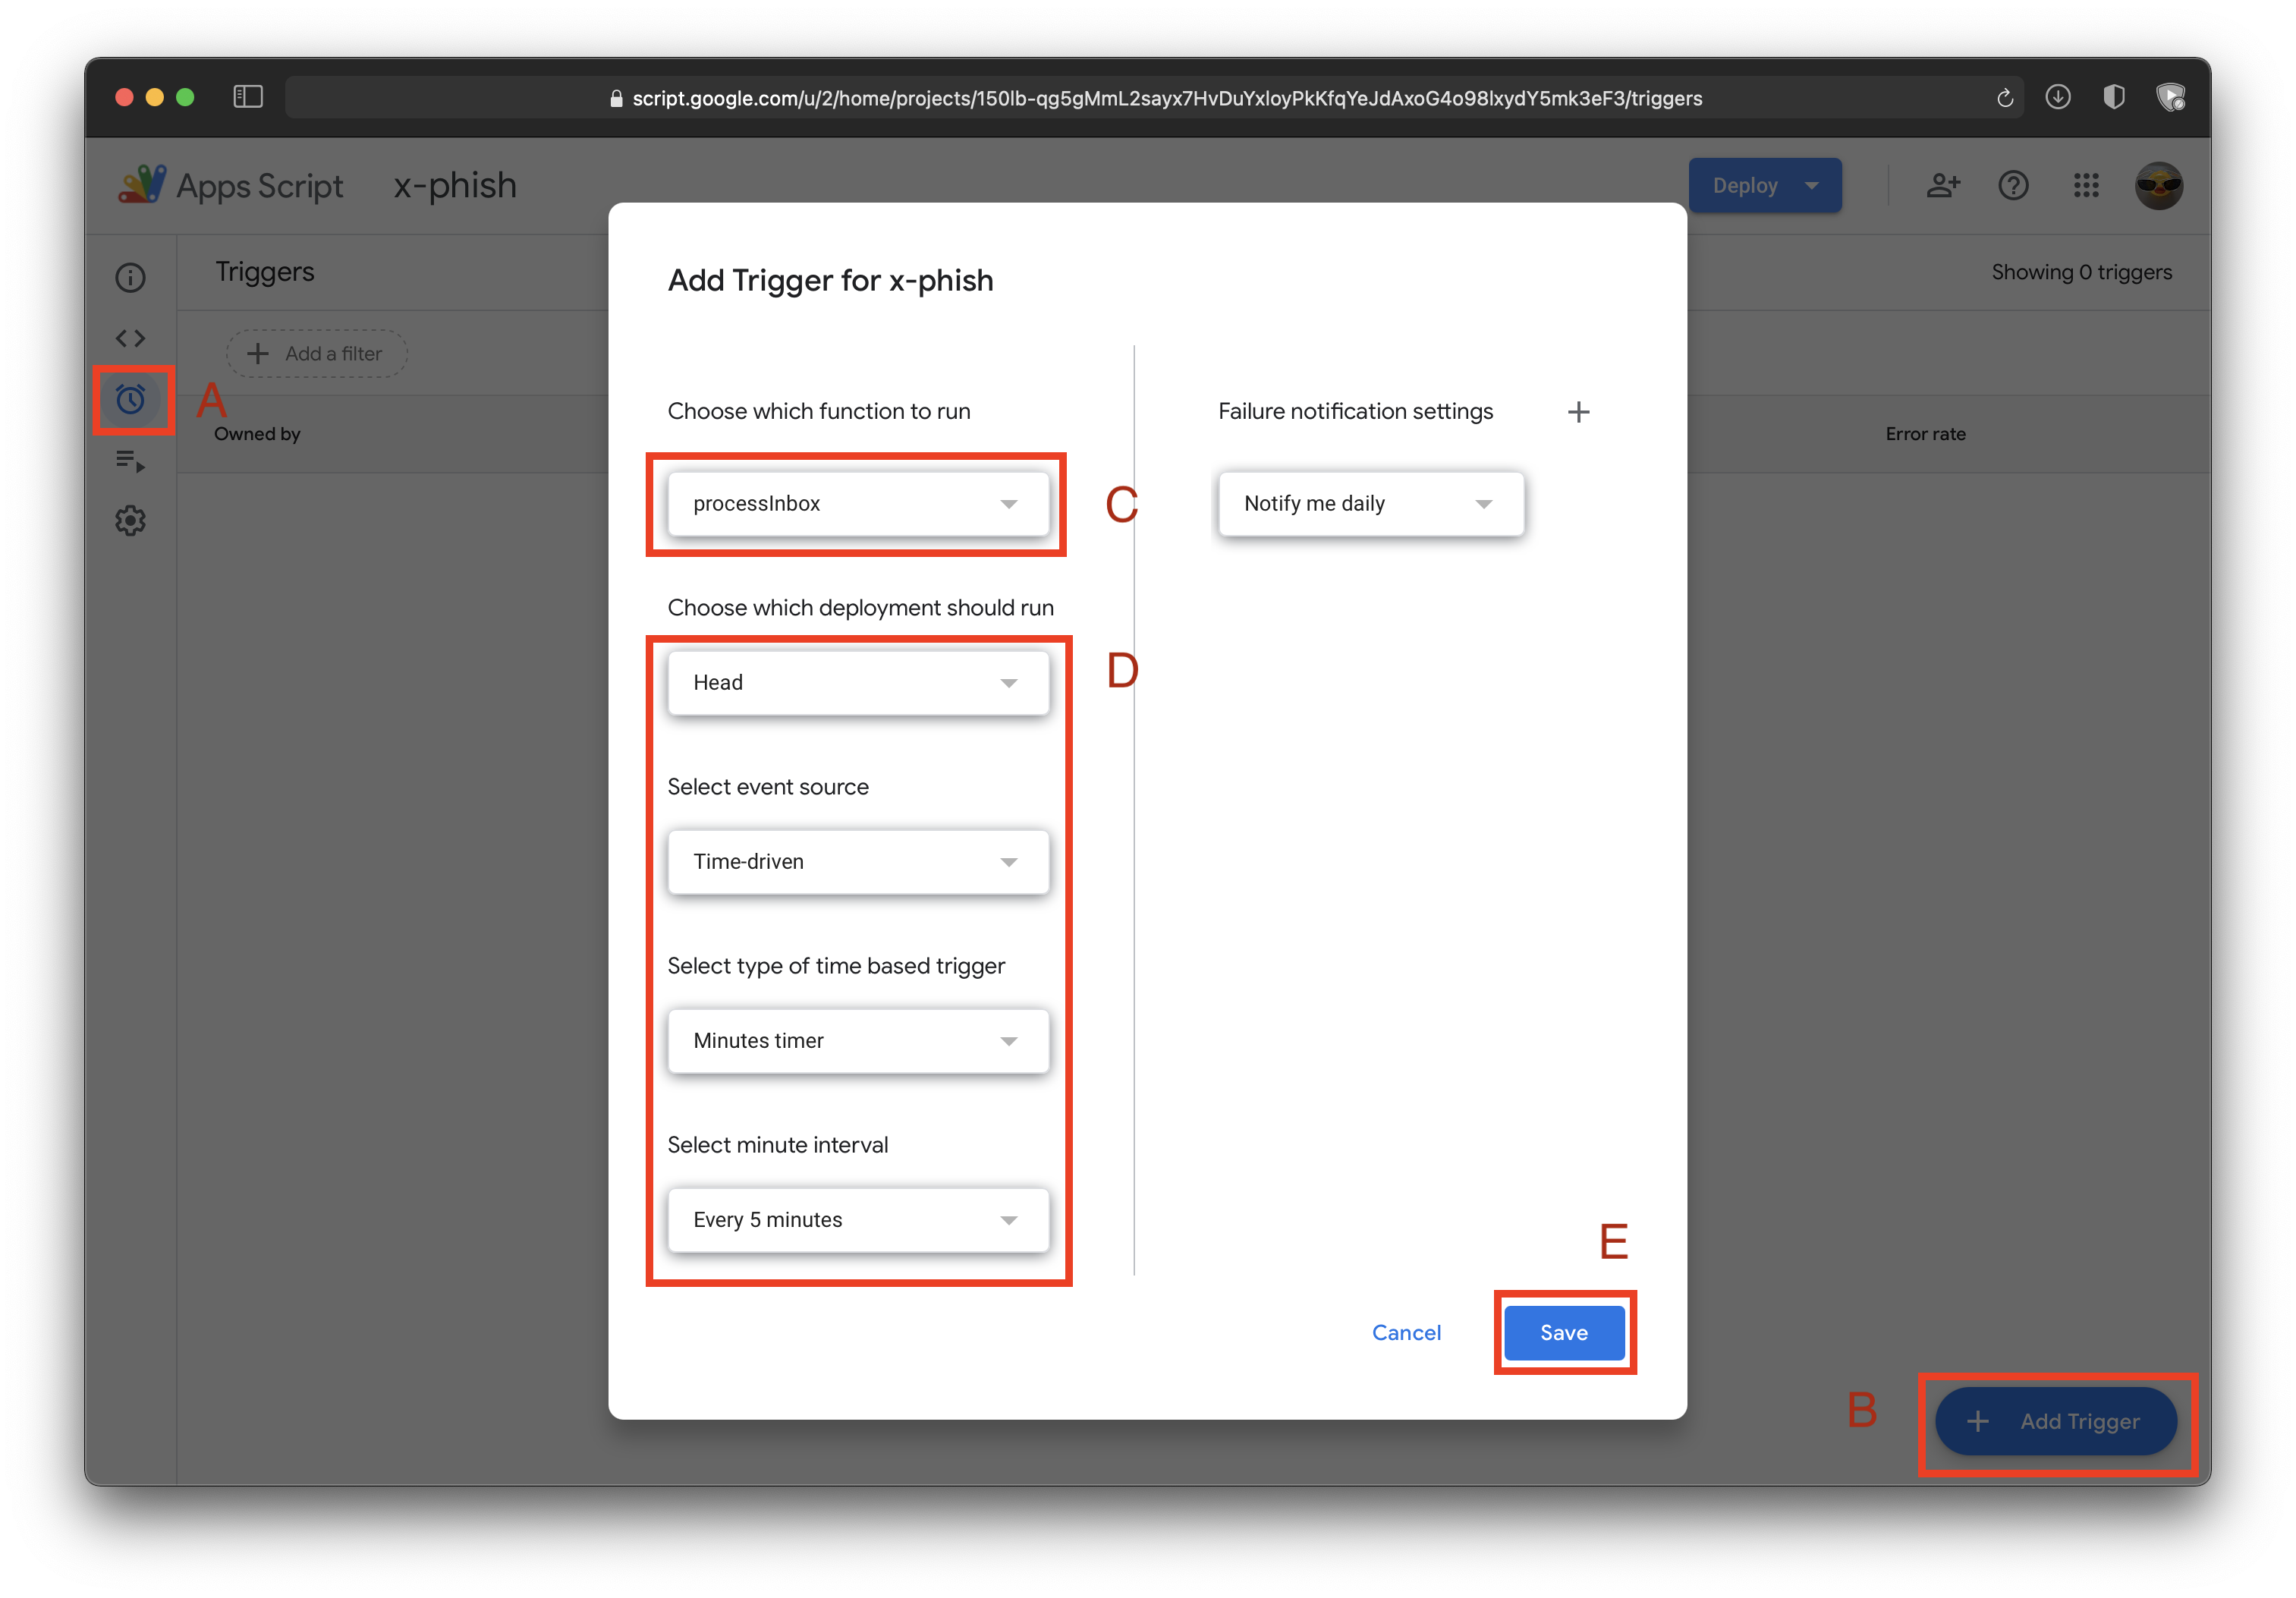 script.google.com/u/2/home/projects/150lb-qg5gMmL2sayx7HvDuYxloyPkKfqYeJdAxoG4o98lxydY5mk3eF3/triggers
Apps Script
x-phish
Deploy
Triggers
Showing 0 triggers
Add a filter
A
Owned by
Error rate
Add Trigger for x-phish
Choose which function to run
processInbox
C
Choose which deployment should run
Head
D
Select event source
Time-driven
Select type of time based trigger
Minutes timer
Select minute interval
Every 5 minutes
Failure notification settings
Notify me daily
E
Cancel
Save
B
Add Trigger